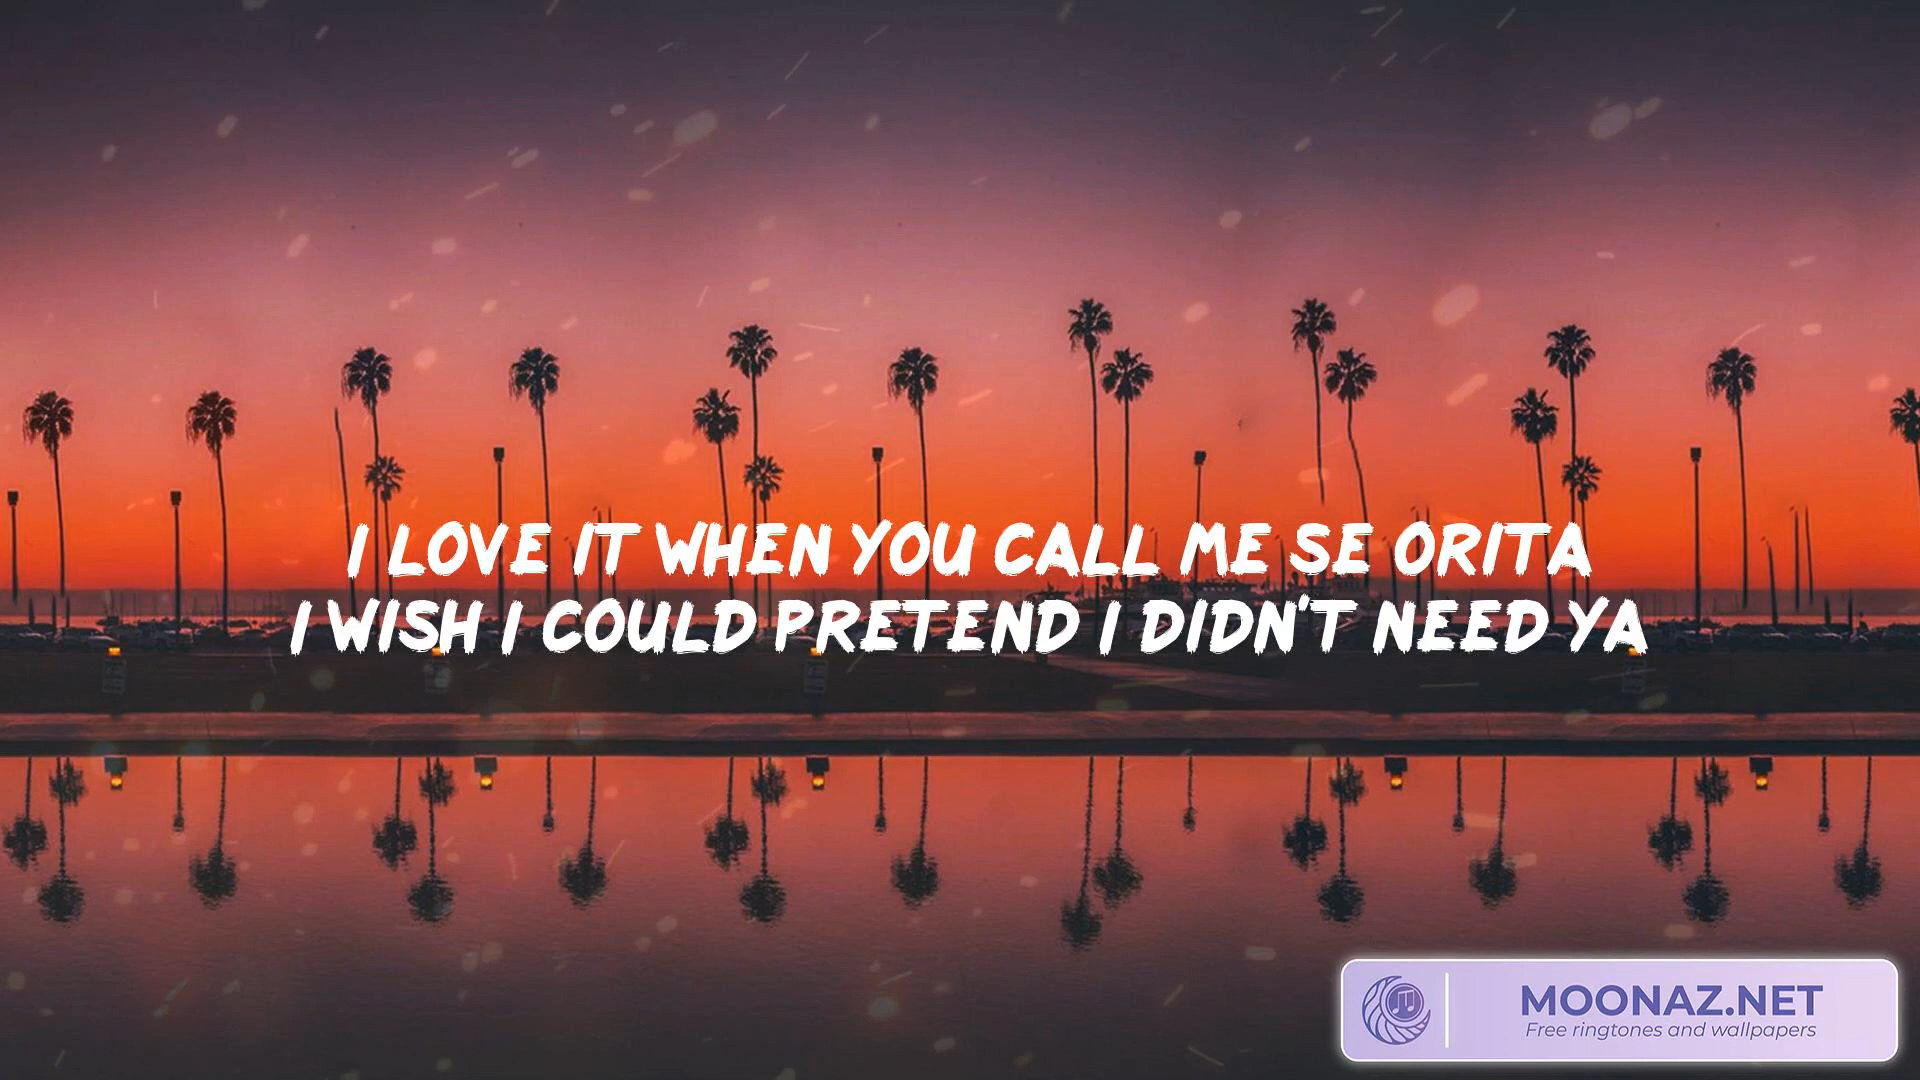 I LOVE IT WHEN YOU CALL ME SE ORITA
I WISH I COULD PRETEND I DIDN'T NEED YA
MOONAZ.NET
Free ringtones and wallpapers